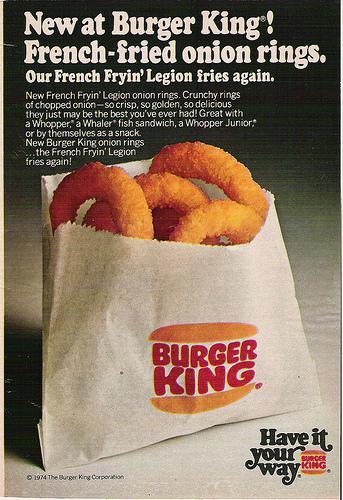 New at Burger King®!
French-fried onion rings.
Our French Fryin' Legion fries again.
New French Fryin' Legion onion rings. Crunchy rings
of chopped onion—so crisp, so golden, so delicious
they just may be the best you've ever had! Great with
a Whopper,® a Whaler® fish sandwich, a Whopper Junior,®
or by themselves as a snack.
New Burger King onion rings
...the French Fryin' Legion
fries again!
BURGER
KING®
Have it
your
way.®
BURGER
KING®
© 1974 The Burger King Corporation